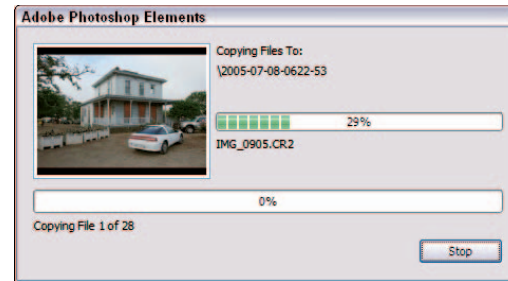 Adobe Photoshop Elements
Copying Files To:
\2005-07-08-0622-53
29%
IMG_0905.CR2
0%
Copying File 1 of 28
Stop